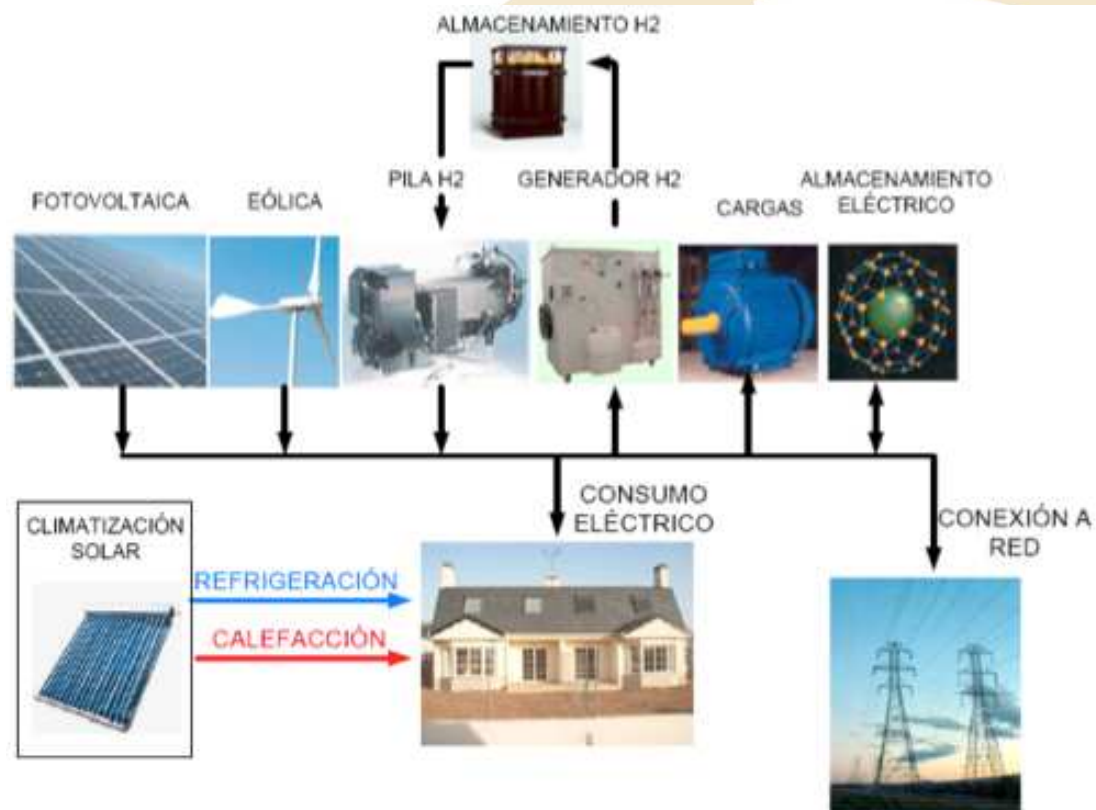 ALMACENAMIENTO H2
PILA H2
GENERADOR H2
ALMACENAMIENTO
ELÉCTRICO
FOTOVOLTAICA
EÓLICA
CARGAS
CONSUMO
ELÉCTRICO
CONEXIÓN A
RED
CLIMATIZACIÓN
SOLAR
REFRIGERACIÓN
CALEFACCIÓN